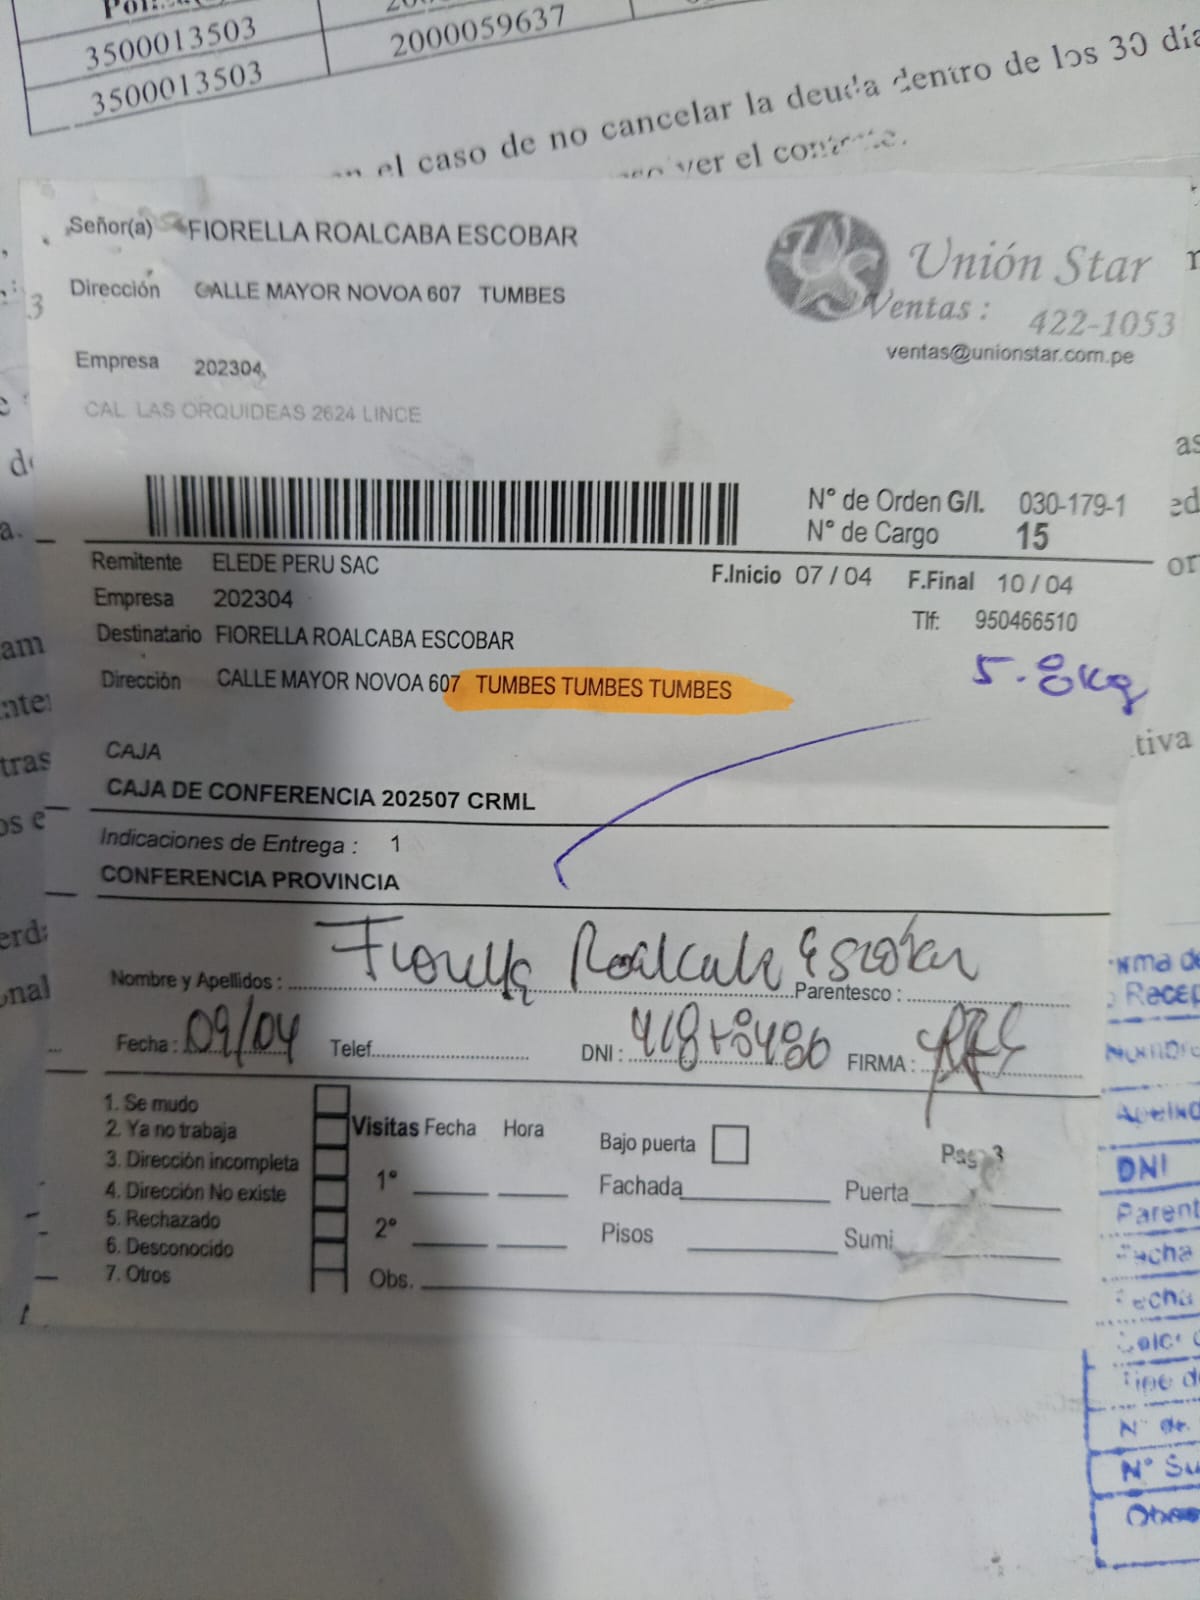 3500013503 2000059637
3500013503
el caso de no cancelar la deuda dentro de los 30
ver el
Señor(a) FIORELLA ROALCABA ESCOBAR
Dirección CALLE MAYOR NOVOA 607 TUMBES
Unión Star
Ventas : 422-1053
ventas@unionstar.com.pe
Empresa 202304
CAL LAS ORQUIDEAS 2624 LINCE
N° de Orden G/I. 030-179-1
N° de Cargo 15
Remitente ELEDE PERU SAC
F.Inicio 07 / 04 F.Final 10 / 04
Empresa 202304
Tlf: 950466510
Destinatario FIORELLA ROALCABA ESCOBAR
Dirección CALLE MAYOR NOVOA 607 TUMBES TUMBES TUMBES
5.8Kg
CAJA
CAJA DE CONFERENCIA 202507 CRML
Indicaciones de Entrega : 1
CONFERENCIA PROVINCIA
Fiorella Roalcaba Escobar
Nombre y Apellidos : Parentesco :
Fecha : 09/04 Telef. DNI : FIRMA :
1. Se mudo
2. Ya no trabaja
3. Dirección incompleta
4. Dirección No existe
5. Rechazado
6. Desconocido
7. Otros
Visitas Fecha Hora
1°
2°
Obs.
Bajo puerta
Fachada Puerta
Pisos Sumi
Pag 3
DNI